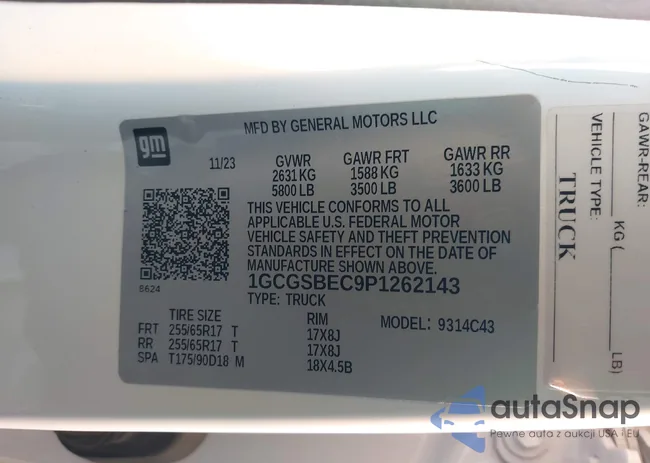 gm
MFD BY GENERAL MOTORS LLC
11/23 GVWR GAWR FRT GAWR RR
2631 KG 1588 KG 1633 KG
5800 LB 3500 LB 3600 LB
THIS VEHICLE CONFORMS TO ALL
APPLICABLE U.S. FEDERAL MOTOR
VEHICLE SAFETY AND THEFT PREVENTION
STANDARDS IN EFFECT ON THE DATE OF
MANUFACTURE SHOWN ABOVE.
1GCGSBEC9P1262143
TYPE: TRUCK
8624
TIRE SIZE RIM MODEL: 9314C43
FRT 255/65R17 T 17X8J
RR 255/65R17 T 17X8J
SPA T175/90D18 M 18X4.5B
GAWR-REAR:
KG ( LB)
VEHICLE TYPE:
TRUCK
autaSnap
Pewne auta z aukcji USA i EU